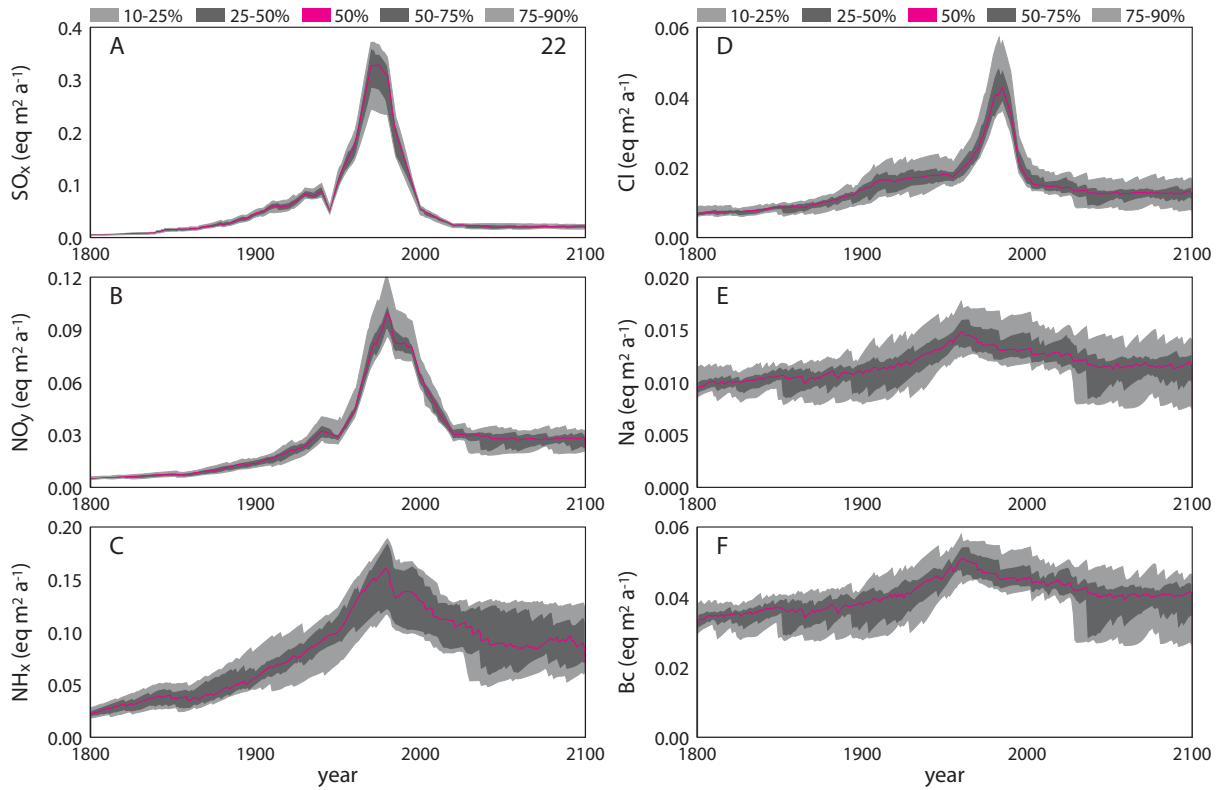 10-25% 25-50% 50% 50-75% 75-90%
10-25% 25-50% 50% 50-75% 75-90%
A
22
SOx (eq m² a⁻¹)
0.4
0.3
0.2
0.1
0.0
1800 1900 2000 2100
D
Cl (eq m² a⁻¹)
0.06
0.04
0.02
0.00
1800 1900 2000 2100
B
NOy (eq m² a⁻¹)
0.12
0.09
0.06
0.03
0.00
1800 1900 2000 2100
E
Na (eq m² a⁻¹)
0.020
0.015
0.010
0.005
0.000
1800 1900 2000 2100
C
NHx (eq m² a⁻¹)
0.20
0.15
0.10
0.05
0.00
1800 1900 2000 2100
year
F
Bc (eq m² a⁻¹)
0.06
0.04
0.02
0.00
1800 1900 2000 2100
year